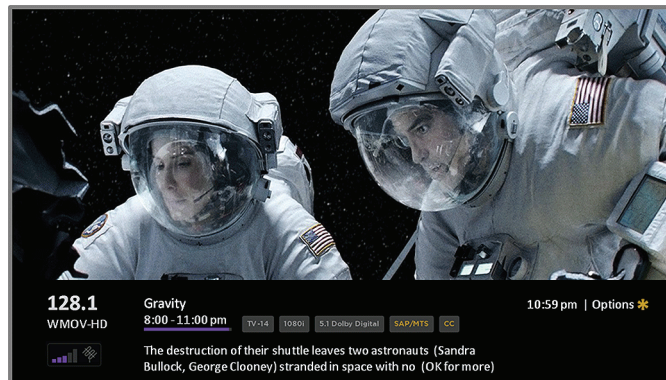 128.1
WMOV-HD
Gravity
8:00 - 11:00 pm
TV-14
1080i
5.1 Dolby Digital
SAP/MTS
CC
10:59 pm | Options *
The destruction of their shuttle leaves two astronauts (Sandra
Bullock, George Clooney) stranded in space with no (OK for more)